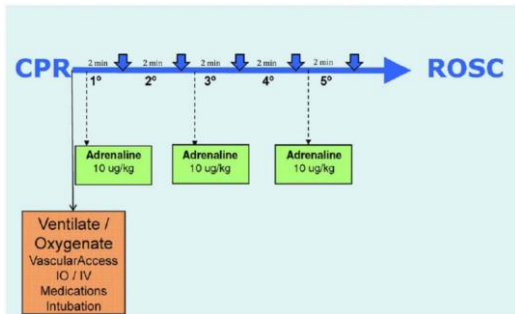 CPR
2 min 2 min 2 min 2 min 2 min
ROSC
1º 2º 3º 4º 5º
Adrenaline
10 ug/kg
Adrenaline
10 ug/kg
Adrenaline
10 ug/kg
Ventilate /
Oxygenate
VascularAccess
IO / IV
Medications
Intubation